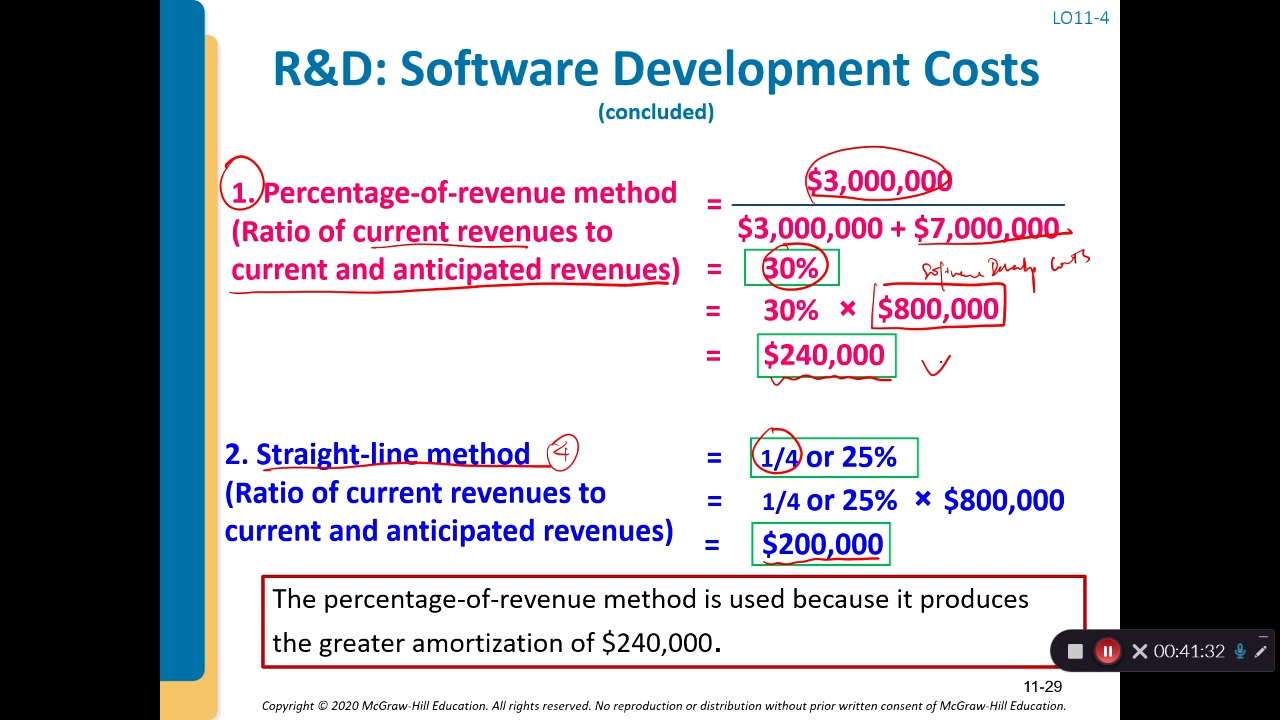 LO11-4
R&D: Software Development Costs
(concluded)
1. Percentage-of-revenue method
(Ratio of current revenues to
current and anticipated revenues)
= $3,000,000
$3,000,000 + $7,000,000
= 30%
Software Costs
= 30% × $800,000
= $240,000
2. Straight-line method 4
(Ratio of current revenues to
current and anticipated revenues)
= 1/4 or 25%
= 1/4 or 25% × $800,000
= $200,000
The percentage-of-revenue method is used because it produces
the greater amortization of $240,000.
00:41:32
11-29
Copyright © 2020 McGraw-Hill Education. All rights reserved. No reproduction or distribution without prior written consent of McGraw-Hill Education.